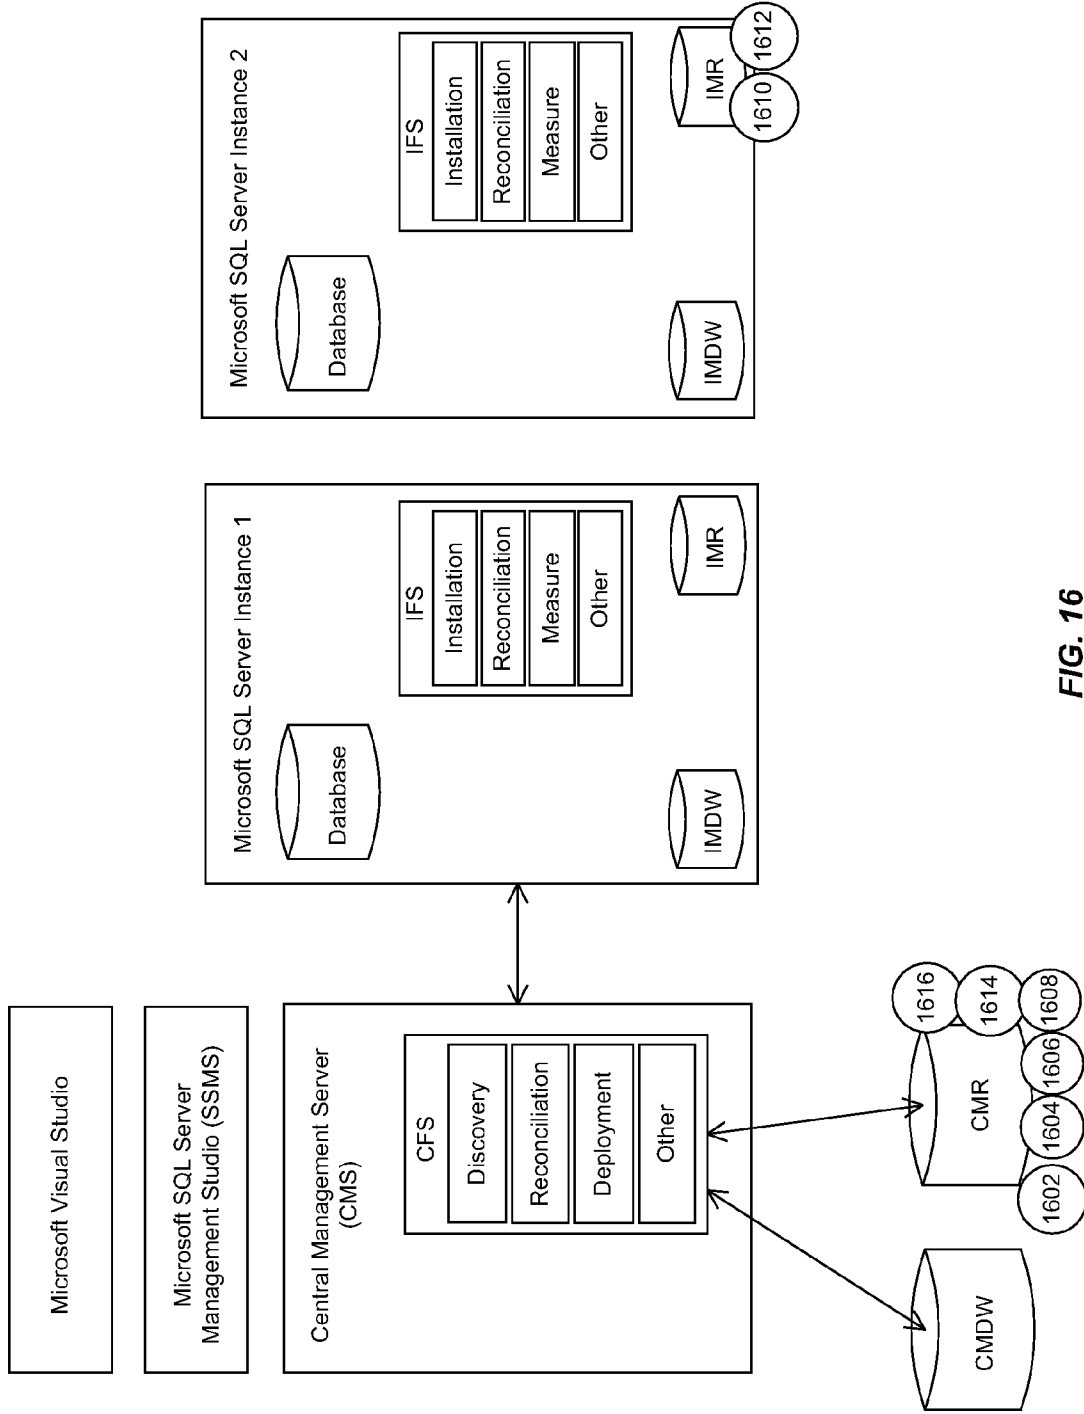 Microsoft Visual Studio
Microsoft SQL Server
Management Studio (SSMS)
Central Management Server
(CMS)
CFS
Discovery
Reconciliation
Deployment
Other
CMDW
CMR
1602
1604
1606
1608
1614
1616
Microsoft SQL Server Instance 1
Database
IFS
Installation
Reconciliation
Measure
Other
IMDW
IMR
Microsoft SQL Server Instance 2
Database
IFS
Installation
Reconciliation
Measure
Other
IMDW
IMR
1610
1612
FIG. 16